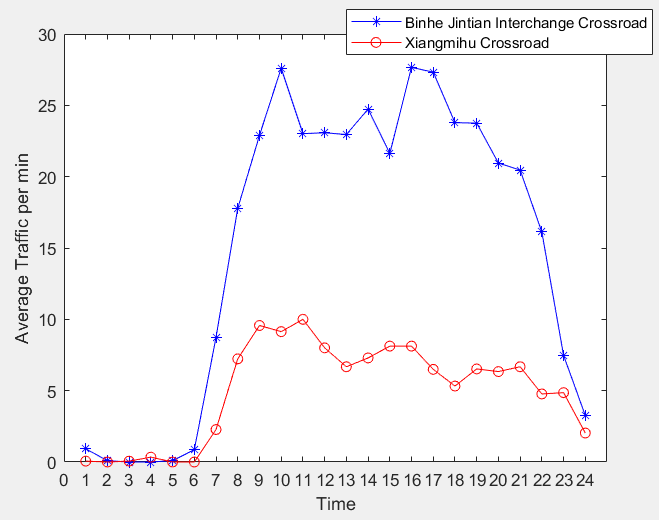 Binhe Jintian Interchange Crossroad
Xiangmihu Crossroad
30
25
20
15
10
5
0
Average Traffic per min
0 1 2 3 4 5 6 7 8 9 10 11 12 13 14 15 16 17 18 19 20 21 22 23 24
Time